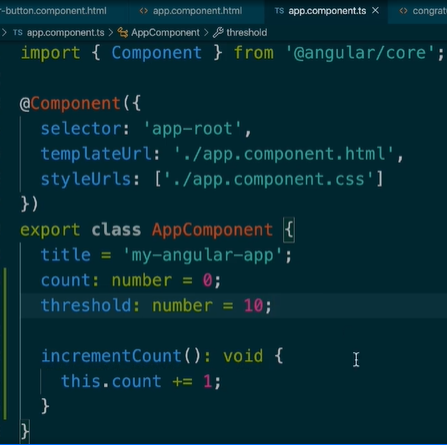 r-button.component.html <> app.component.html TS app.component.ts × <> congrat
> TS app.component.ts > AppComponent > threshold
import { Component } from '@angular/core';
@Component({
selector: 'app-root',
templateUrl: './app.component.html',
styleUrls: ['./app.component.css']
})
export class AppComponent {
title = 'my-angular-app';
count: number = 0;
threshold: number = 10;
incrementCount(): void {
this.count += 1;
}
}